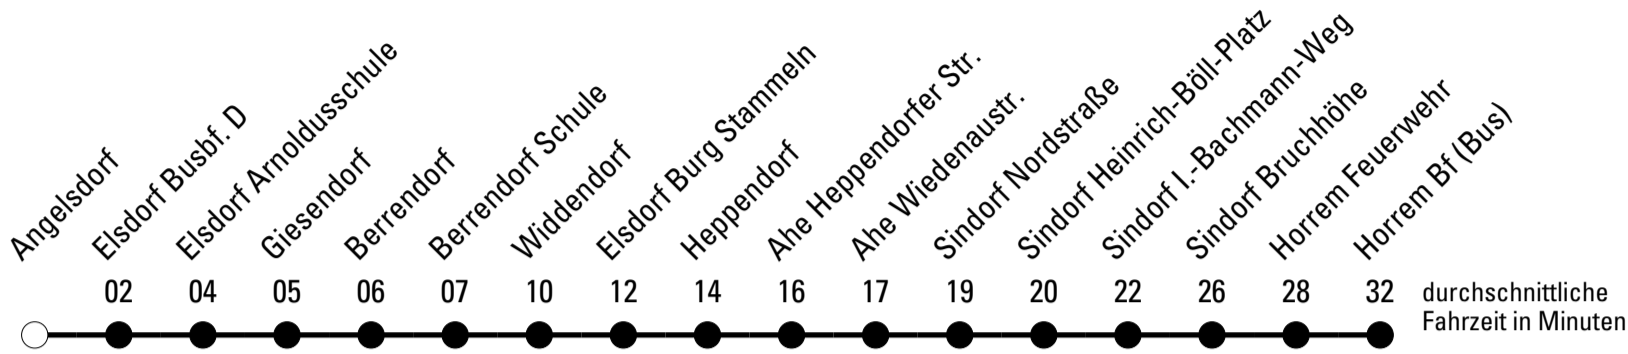 Angelsdorf
Elsdorf Busbf. D
Elsdorf Arnoldusschule
Giesendorf
Berrendorf
Berrendorf Schule
Widdendorf
Elsdorf Burg Stammeln
Heppendorf
Ahe Heppendorfer Str.
Ahe Wiedenaustr.
Sindorf Nordstraße
Sindorf Heinrich-Böll-Platz
Sindorf I.-Bachmann-Weg
Sindorf Bruchhöhe
Horrem Feuerwehr
Horrem Bf (Bus)
02 04 05 06 07 10 12 14 16 17 19 20 22 26 28 32
durchschnittliche
Fahrzeit in Minuten